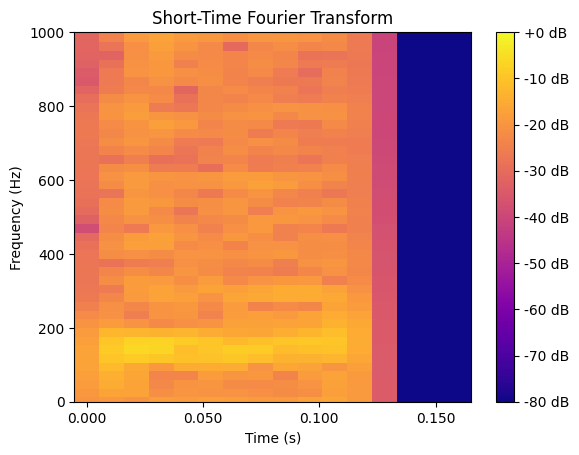 Short-Time Fourier Transform
Frequency (Hz)
1000
800
600
400
200
0
0.000
0.050
0.100
0.150
Time (s)
+0 dB
-10 dB
-20 dB
-30 dB
-40 dB
-50 dB
-60 dB
-70 dB
-80 dB